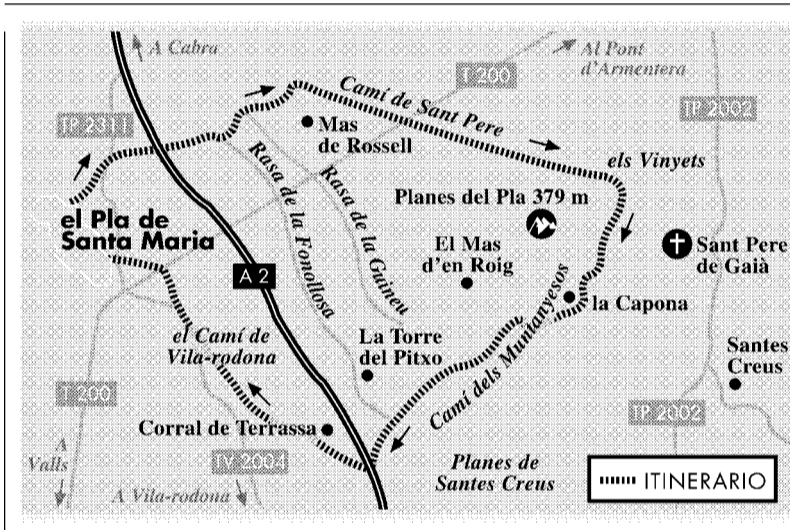 A Cabra
Al Pont
d'Armentera
T 200
TP 2002
TP 2311
Camí de Sant Pere
Mas
de Rossell
els Vinyets
Rasa de la Fonollosa
Rasa de la Guineu
Planes del Pla 379 m
el Pla de
Santa Maria
El Mas
d'en Roig
Sant Pere
de Gaià
A 2
la Capona
el Camí de
Vila-rodona
La Torre
del Pitxo
Camí dels Muntanyesos
Santes
Creus
T 200
TP 2002
Corral de Terrassa
A
Valls
TV 2004
Planes de
Santes Creus
A Vila-rodona
ITINERARIO